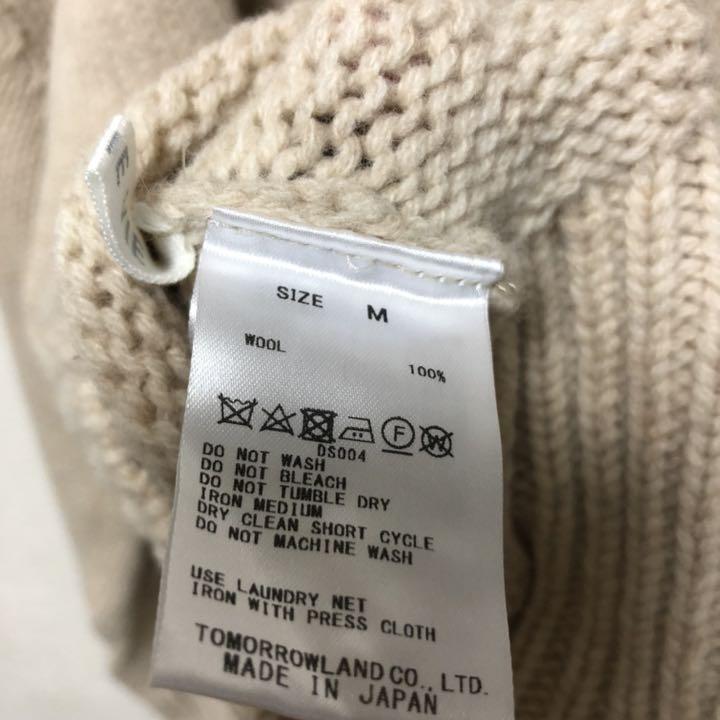 SIZE M
WOOL 100%
F W
DS004
DO NOT WASH
DO NOT BLEACH
DO NOT TUMBLE DRY
IRON MEDIUM
DRY CLEAN SHORT CYCLE
DO NOT MACHINE WASH
USE LAUNDRY NET
IRON WITH PRESS CLOTH
TOMORROWLAND CO., LTD.
MADE IN JAPAN